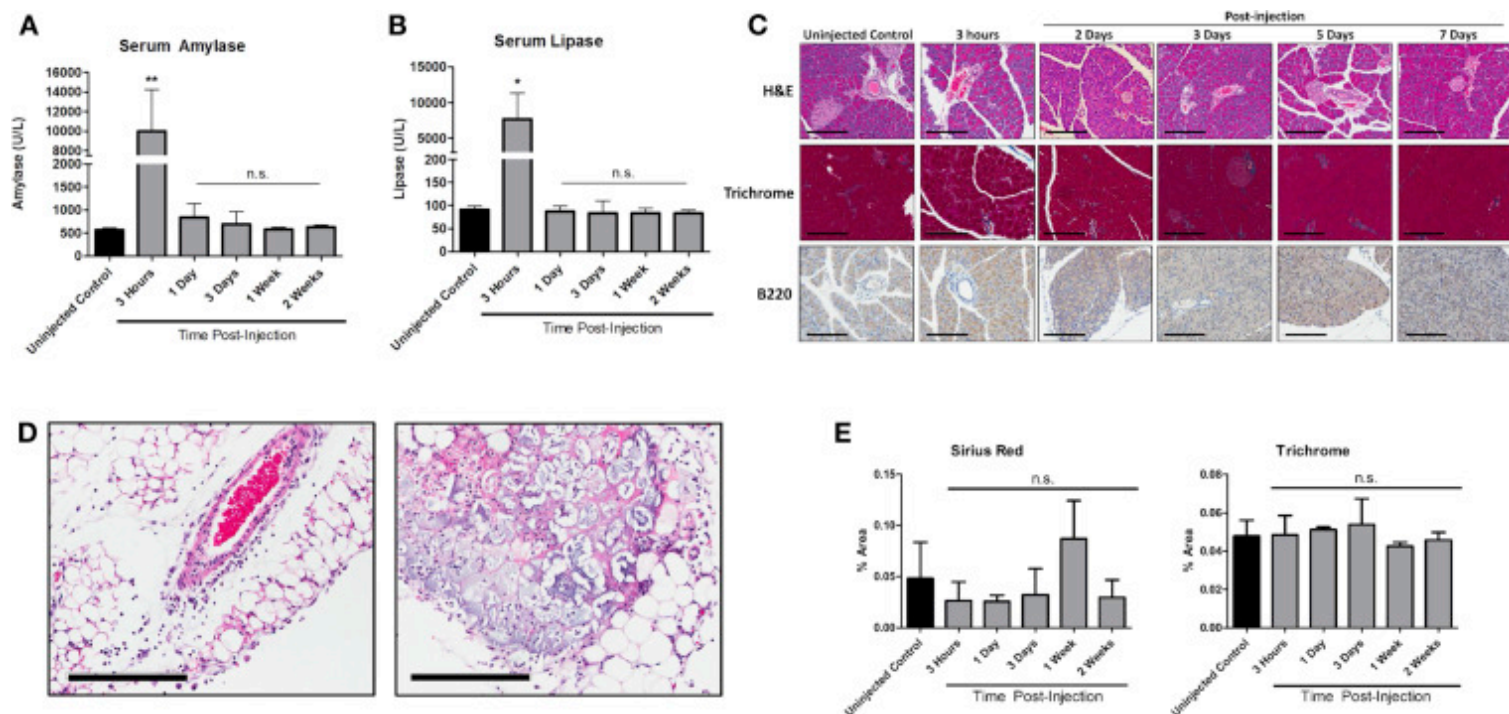 A
Serum Amylase
Amylase (U/L)
16000
14000
12000
10000
8000
6000
4000
2000
2000
1500
1000
500
0
**
n.s.
Uninjected Control
3 Hours
1 Day
3 Days
1 Week
2 Weeks
Time Post-Injection
B
Serum Lipase
Lipase (U/L)
15000
10000
5000
200
200
150
100
50
0
*
n.s.
Uninjected Control
3 Hours
1 Day
3 Days
1 Week
2 Weeks
Time Post-Injection
C
Post-injection
Uninjected Control
3 hours
2 Days
3 Days
5 Days
7 Days
H&E
Trichrome
B220
D
E
Sirius Red
% Area
0.15
0.10
0.05
0.00
n.s.
Uninjected Control
3 Hours
1 Day
3 Days
1 Week
2 Weeks
Time Post-Injection
Trichrome
% Area
0.08
0.06
0.04
0.02
0.00
n.s.
Uninjected Control
3 Hours
1 Day
3 Days
1 Week
2 Weeks
Time Post-Injection